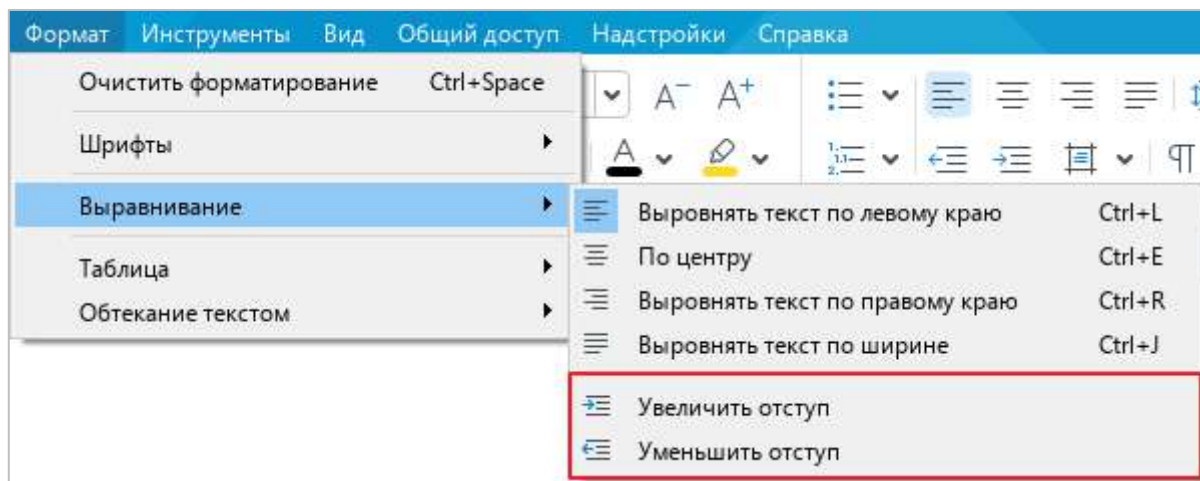 Формат Инструменты Вид Общий доступ Надстройки Справка
Очистить форматирование Ctrl+Space
Шрифты
Выравнивание
Таблица
Обтекание текстом
Выровнять текст по левому краю Ctrl+L
По центру Ctrl+E
Выровнять текст по правому краю Ctrl+R
Выровнять текст по ширине Ctrl+J
Увеличить отступ
Уменьшить отступ